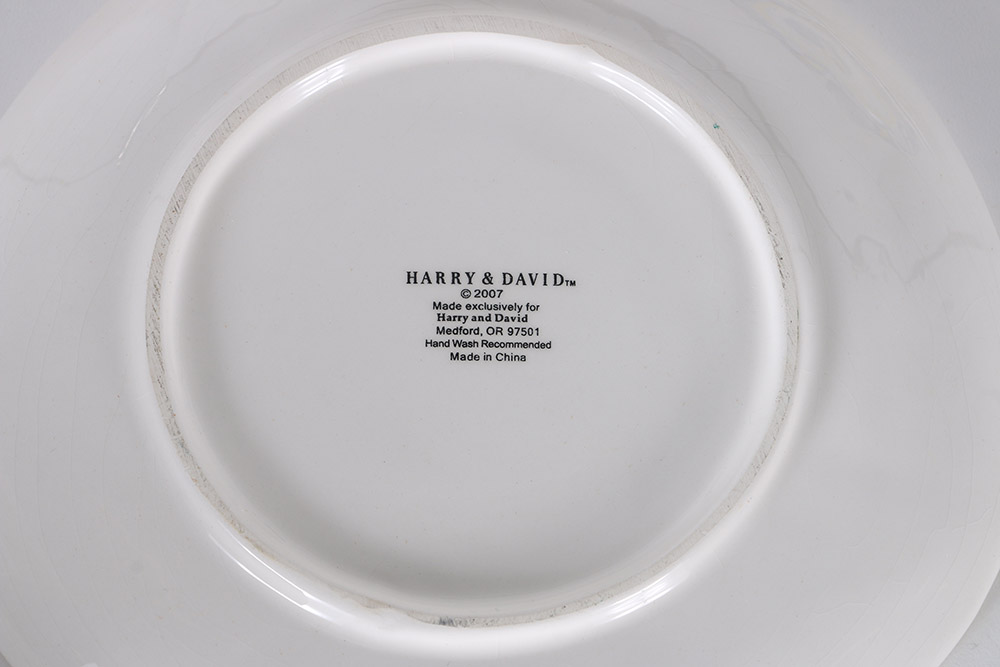 HARRY & DAVID™
© 2007
Made exclusively for
Harry and David
Medford, OR 97501
Hand Wash Recommended
Made in China